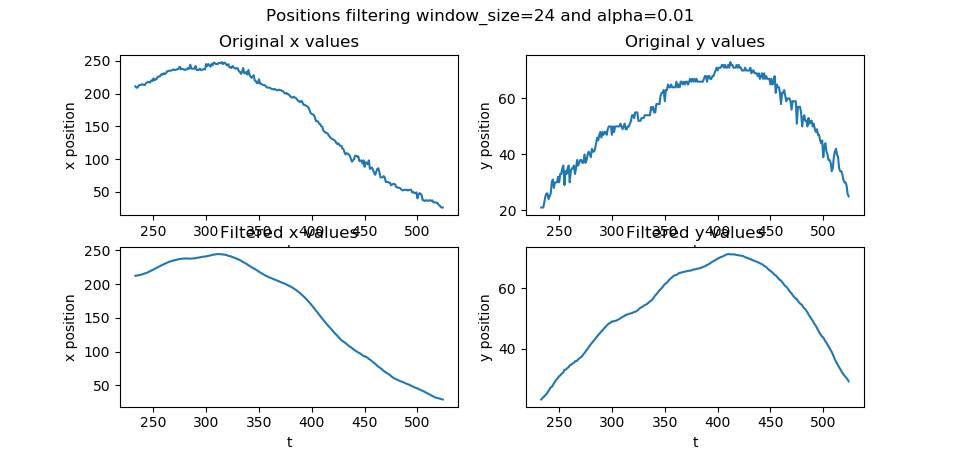 Positions filtering window_size=24 and alpha=0.01
Original x values
Original y values
x position
250
200
150
100
50
250 300 350 400 450 500
y position
60
40
20
250 300 350 400 450 500
Filtered x values
Filtered y values
x position
250
200
150
100
50
250 300 350 400 450 500
t
y position
60
40
250 300 350 400 450 500
t